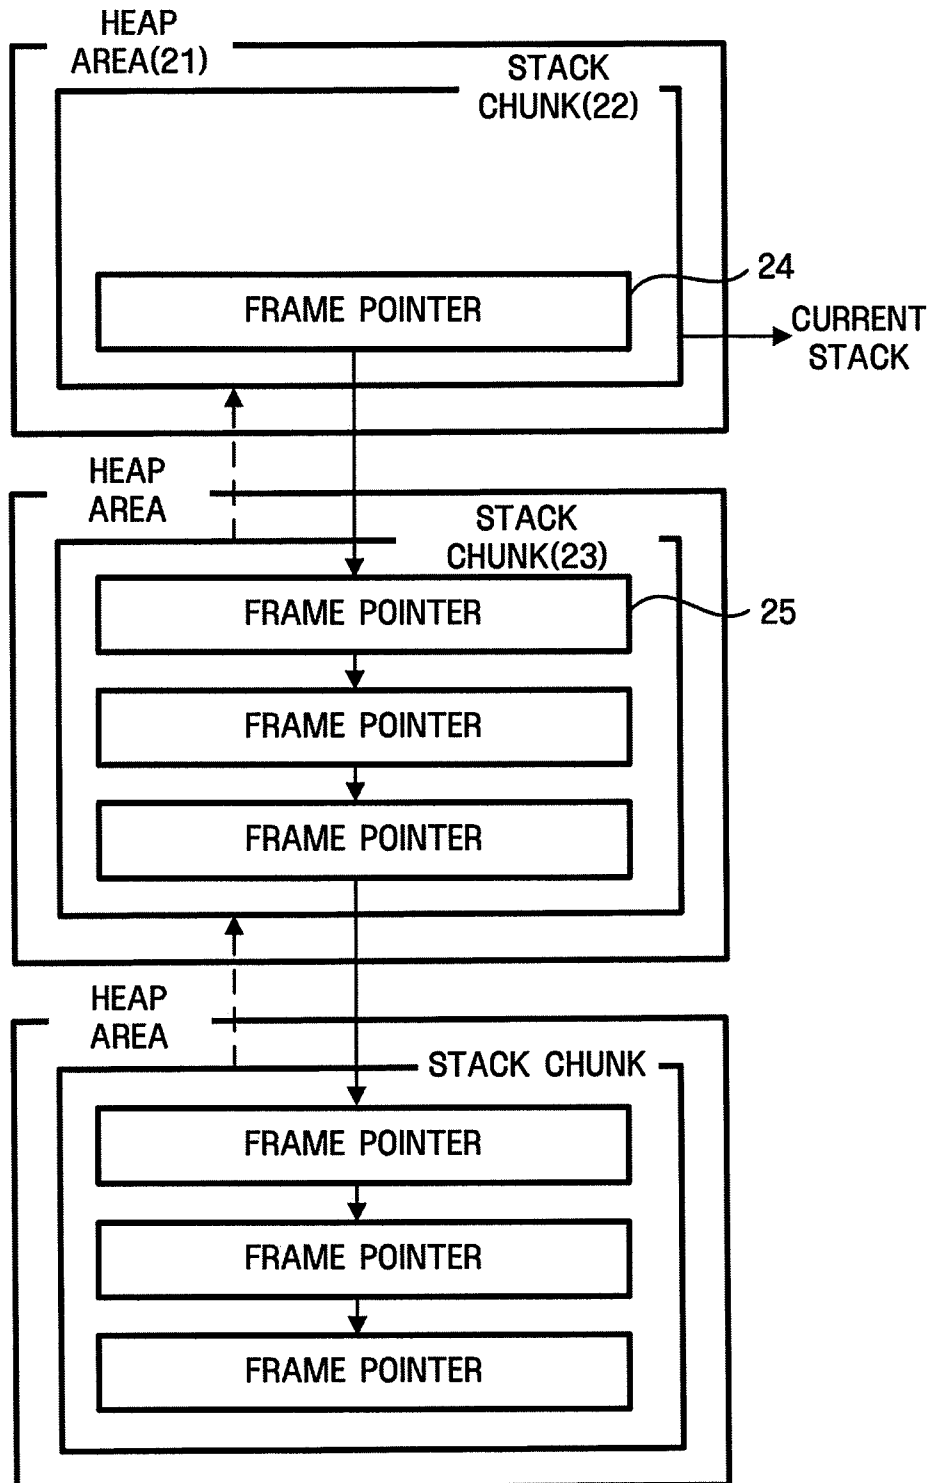 HEAP
AREA(21)
STACK
CHUNK(22)
24
FRAME POINTER
CURRENT
STACK
HEAP
AREA
STACK
CHUNK(23)
FRAME POINTER
25
FRAME POINTER
FRAME POINTER
HEAP
AREA
STACK CHUNK
FRAME POINTER
FRAME POINTER
FRAME POINTER